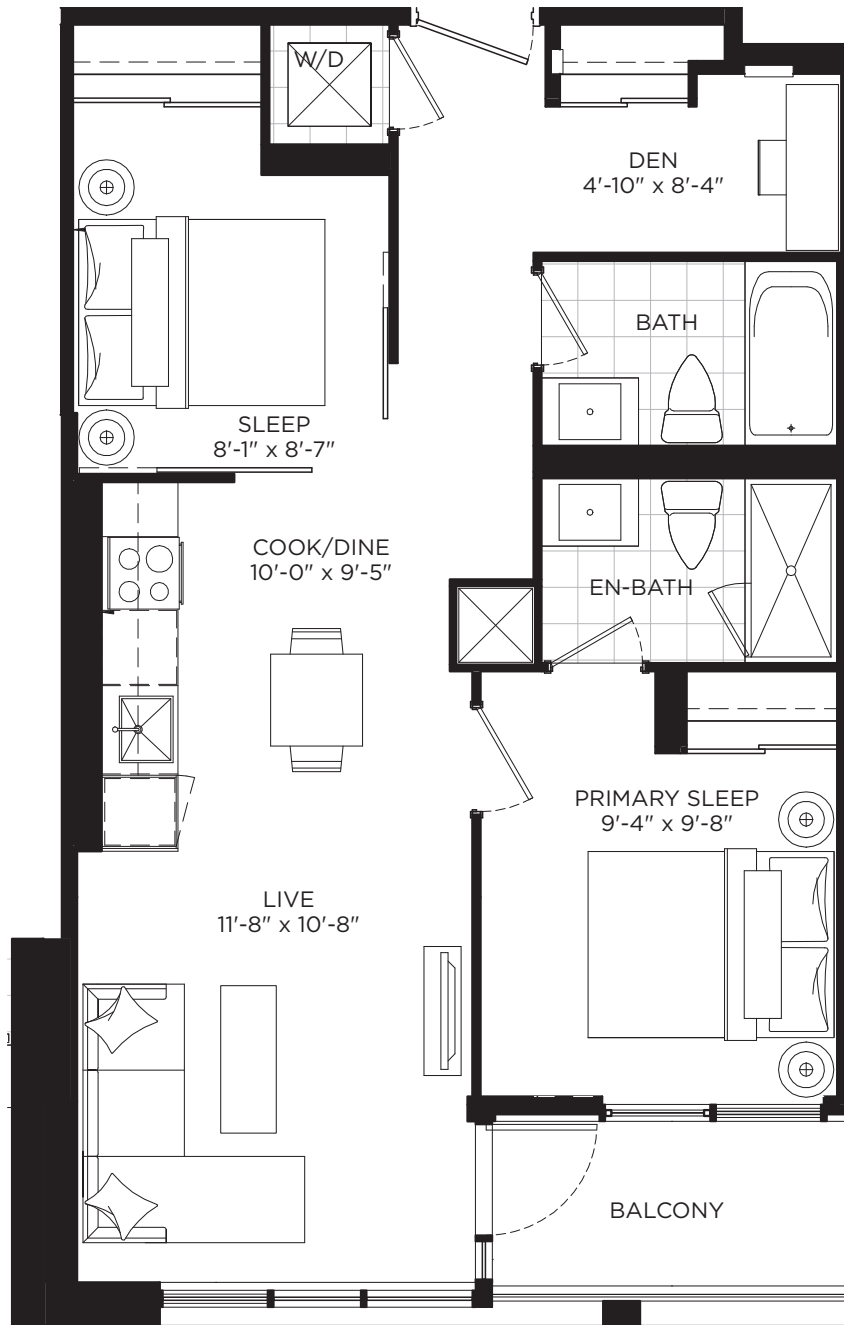 W/D
DEN
4'-10" x 8'-4"
BATH
SLEEP
8'-1" x 8'-7"
COOK/DINE
10'-0" x 9'-5"
EN-BATH
PRIMARY SLEEP
9'-4" x 9'-8"
LIVE
11'-8" x 10'-8"
BALCONY